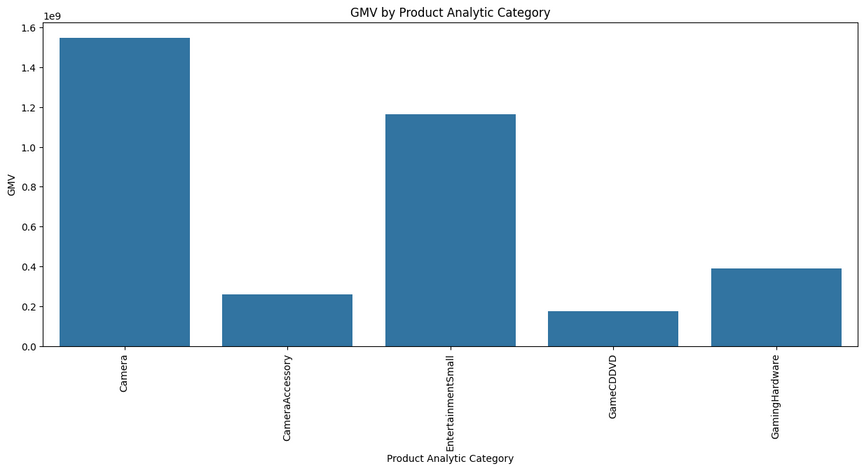 GMV by Product Analytic Category
1e9
1.6
1.4
1.2
1.0
0.8
0.6
0.4
0.2
0.0
GMV
Camera
CameraAccessory
EntertainmentSmall
GameCDDVD
GamingHardware
Product Analytic Category